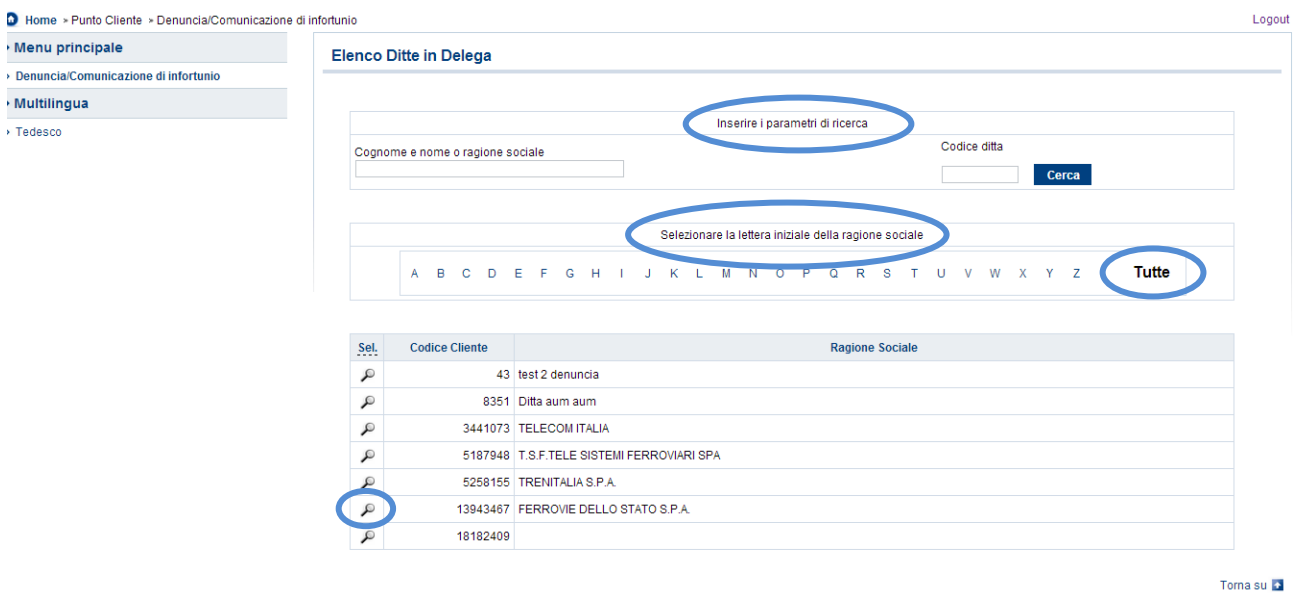 Home » Punto Cliente » Denuncia/Comunicazione di infortunio
Logout
Menu principale
Denuncia/Comunicazione di infortunio
Multilingua
Tedesco
Elenco Ditte in Delega
Inserire i parametri di ricerca
Cognome e nome o ragione sociale
Codice ditta
Cerca
Selezionare la lettera iniziale della ragione sociale
A B C D E F G H I J K L M N O P Q R S T U V W X Y Z Tutte
Sel. Codice Cliente Ragione Sociale
43 test 2 denuncia
8351 Ditta aum aum
3441073 TELECOM ITALIA
5187948 T.S.F.TELE SISTEMI FERROVIARI SPA
5258155 TRENITALIA S.P.A.
13943467 FERROVIE DELLO STATO S.P.A.
18182409
Torna su